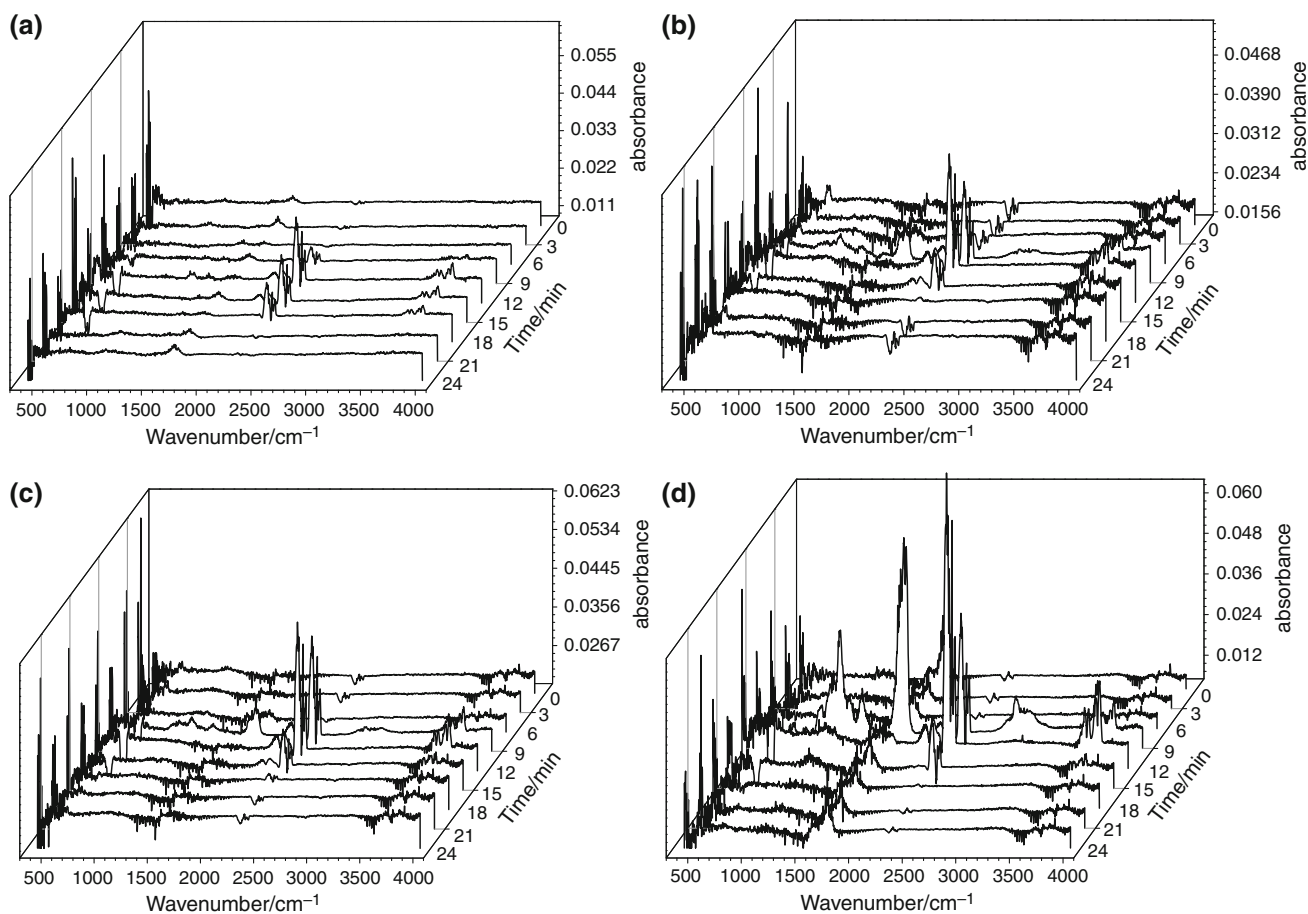 (a)
0.055
0.044
0.033
0.022
0.011
absorbance
0
3
6
9
12
15
18
21
24
Time/min
500 1000 1500 2000 2500 3000 3500 4000
Wavenumber/cm⁻¹
(b)
0.0468
0.0390
0.0312
0.0234
0.0156
absorbance
0
3
6
9
12
15
18
21
24
Time/min
500 1000 1500 2000 2500 3000 3500 4000
Wavenumber/cm⁻¹
(c)
0.0623
0.0534
0.0445
0.0356
0.0267
absorbance
0
3
6
9
12
15
18
21
24
Time/min
500 1000 1500 2000 2500 3000 3500 4000
Wavenumber/cm⁻¹
(d)
0.060
0.048
0.036
0.024
0.012
absorbance
0
3
6
9
12
15
18
21
24
Time/min
500 1000 1500 2000 2500 3000 3500 4000
Wavenumber/cm⁻¹